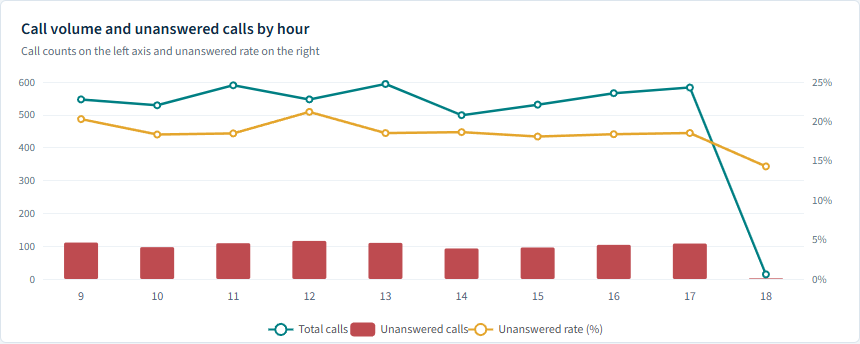 Call volume and unanswered calls by hour
Call counts on the left axis and unanswered rate on the right
600 25%
500 20%
400 15%
300 10%
200 5%
100 0%
0
9 10 11 12 13 14 15 16 17 18
Total calls Unanswered calls Unanswered rate (%)